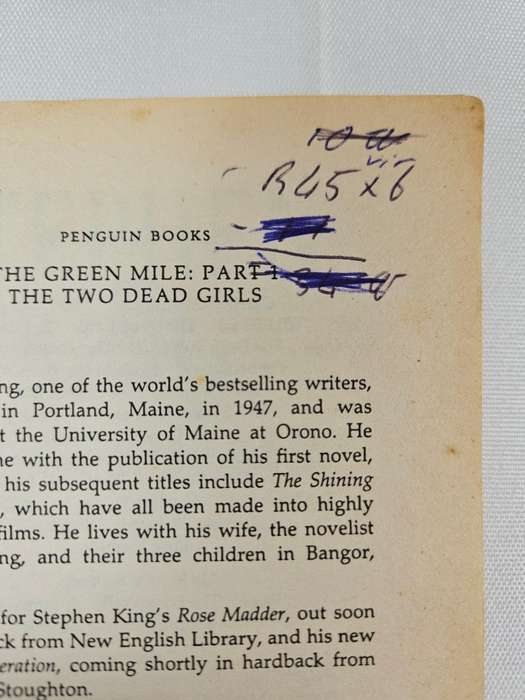 R45 x 6
vir
PENGUIN BOOKS
THE GREEN MILE: PART 1
THE TWO DEAD GIRLS
ng, one of the world's bestselling writers,
in Portland, Maine, in 1947, and was
t the University of Maine at Orono. He
ne with the publication of his first novel,
his subsequent titles include The Shining
, which have all been made into highly
films. He lives with his wife, the novelist
ng, and their three children in Bangor,
for Stephen King's Rose Madder, out soon
ck from New English Library, and his new
eration, coming shortly in hardback from
Stoughton.